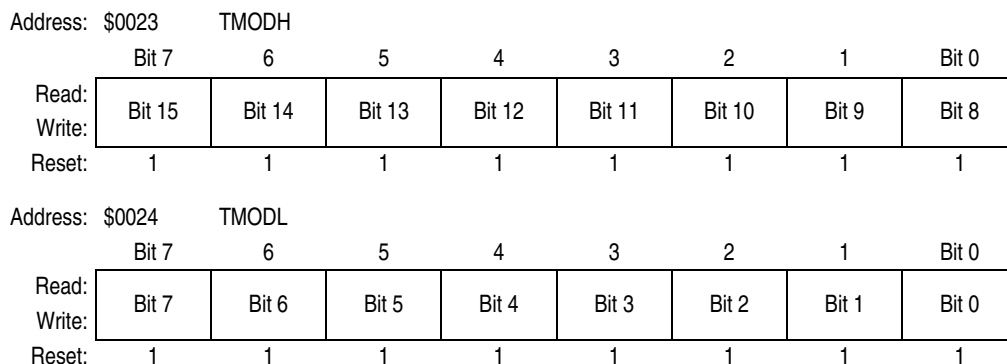 Address: $0023 TMODH
Bit 7 6 5 4 3 2 1 Bit 0
Read:
Bit 15 Bit 14 Bit 13 Bit 12 Bit 11 Bit 10 Bit 9 Bit 8
Write:
Reset: 1 1 1 1 1 1 1 1
Address: $0024 TMODL
Bit 7 6 5 4 3 2 1 Bit 0
Read:
Bit 7 Bit 6 Bit 5 Bit 4 Bit 3 Bit 2 Bit 1 Bit 0
Write:
Reset: 1 1 1 1 1 1 1 1